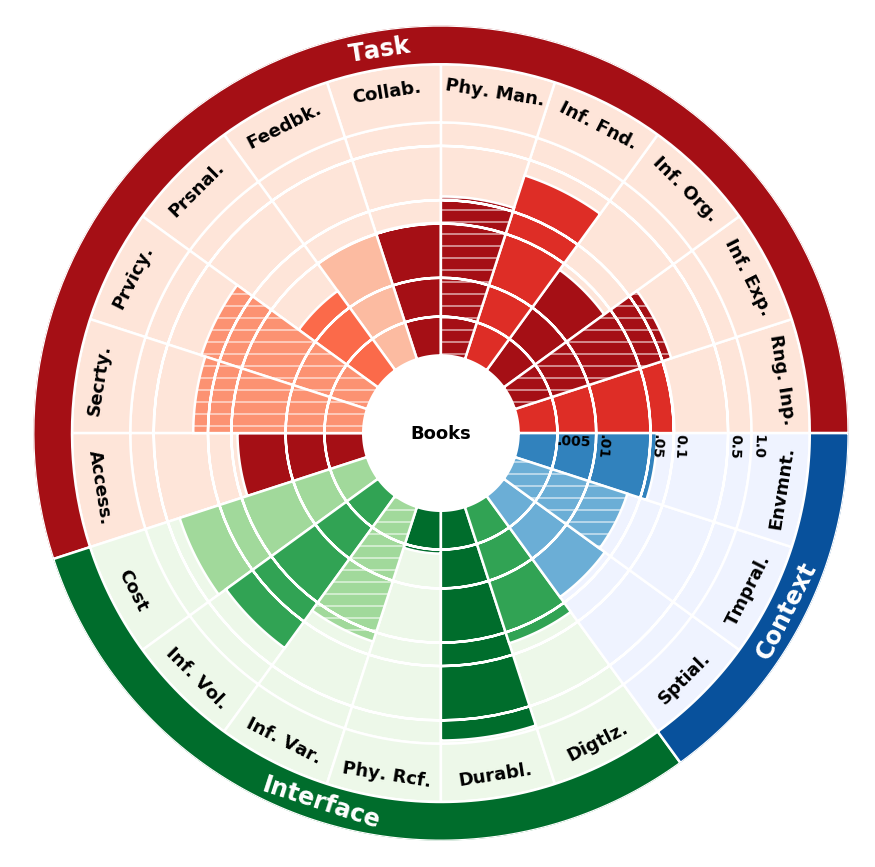 Task
Collab.
Phy. Man.
Feedbk.
Inf. Fnd.
Prsnal.
Inf. Org.
Prvicy.
Inf. Exp.
Secrty.
Rng. Inp.
Books
.005
.01
.05
0.1
0.5
1.0
Access.
Envmnt.
Cost
Tmpral.
Context
Inf. Vol.
Sptial.
Inf. Var.
Digtlz.
Phy. Rcf.
Durabl.
Interface